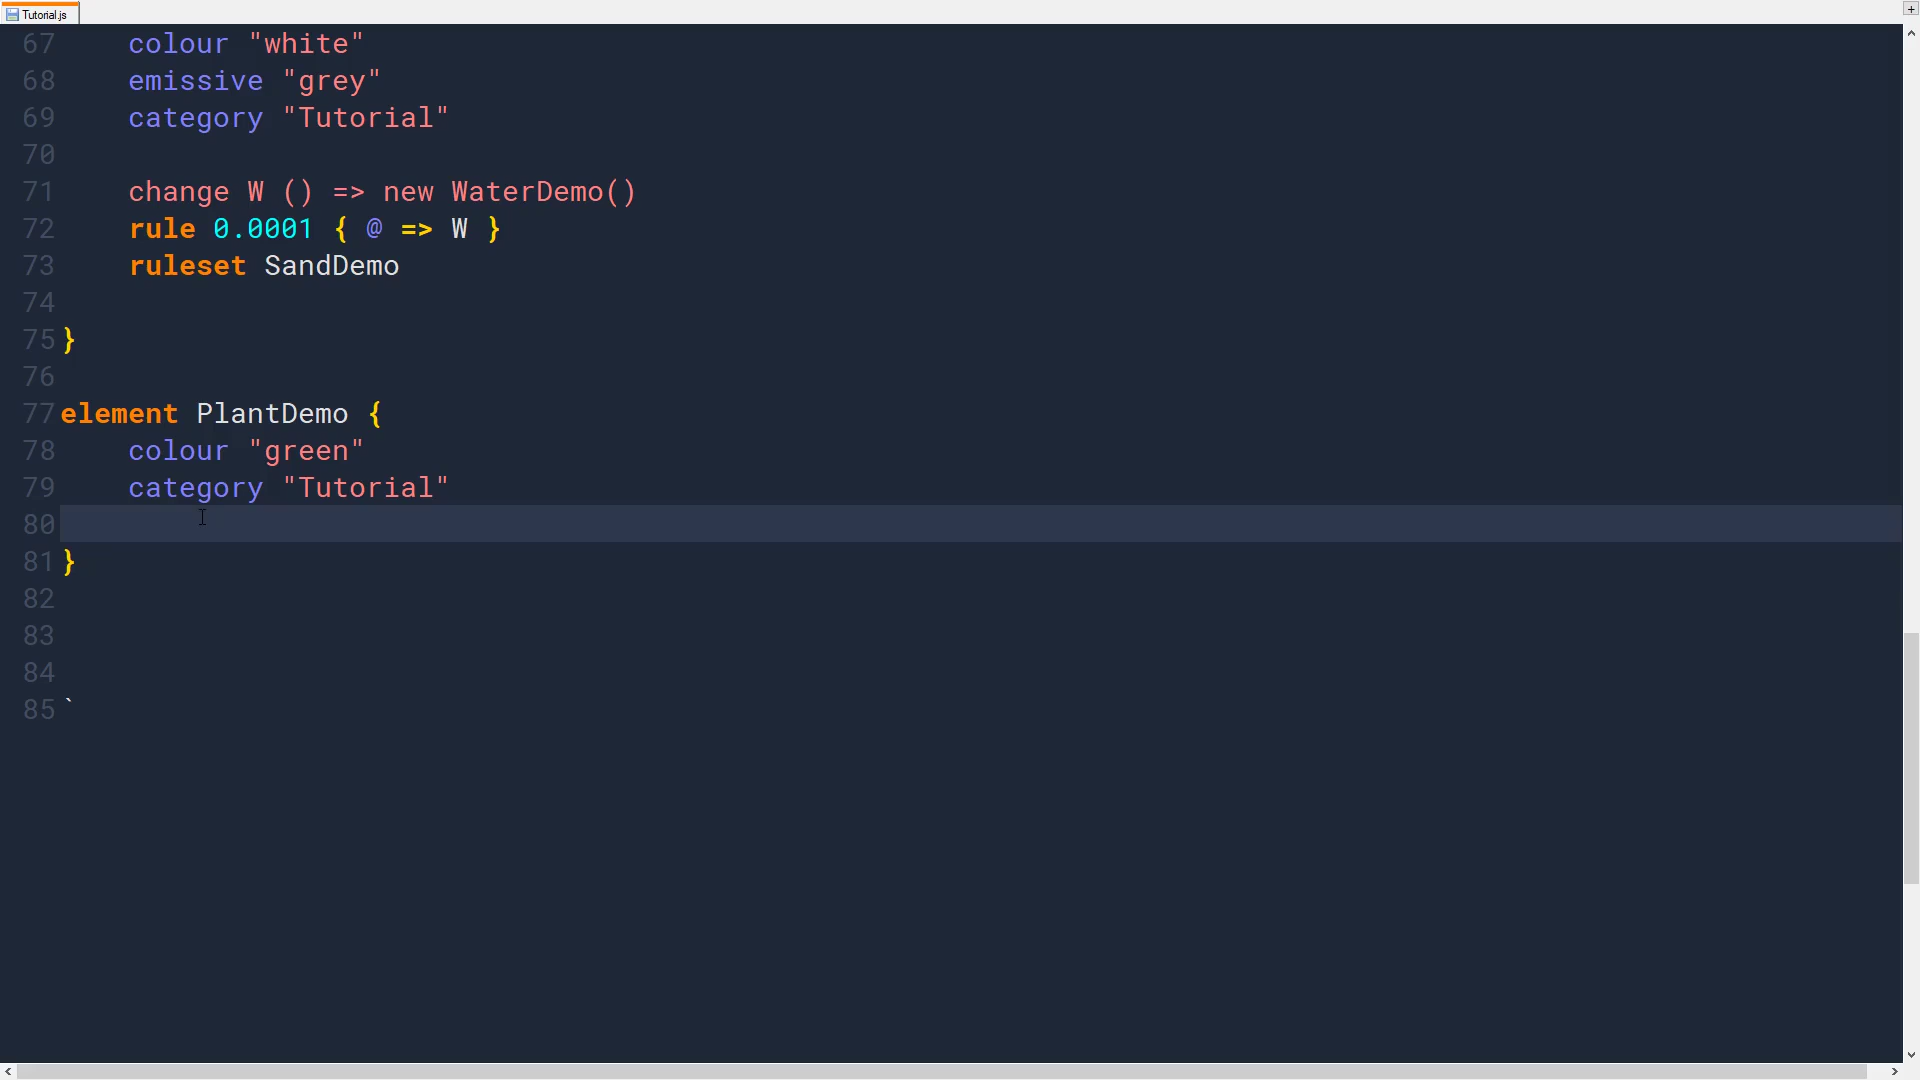 Tutorial.js
67 colour "white"
68 emissive "grey"
69 category "Tutorial"
70
71 change W () => new WaterDemo()
72 rule 0.0001 { @ => W }
73 ruleset SandDemo
74
75 }
76
77 element PlantDemo {
78 colour "green"
79 category "Tutorial"
80
81 }
82
83
84
85 `